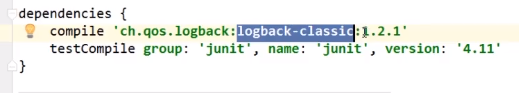 dependencies {
compile 'ch.qos.logback:logback-classic:1.2.1'
testCompile group: 'junit', name: 'junit', version: '4.11'
}